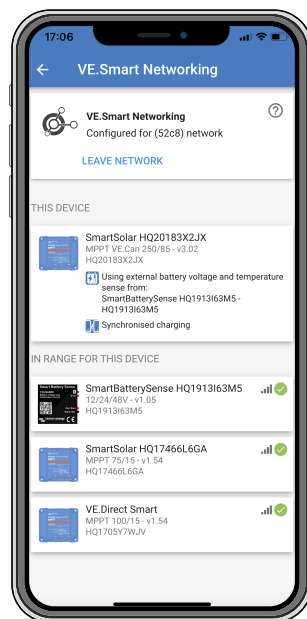 17:06
VE.Smart Networking
VE.Smart Networking
Configured for (52c8) network
LEAVE NETWORK
THIS DEVICE
SmartSolar HQ20183X2JX
MPPT VE.Can 250/85 - v3.02
HQ20183X2JX
Using external battery voltage and temperature
sense from:
SmartBatterySense HQ1913I63M5 -
HQ1913I63M5
Synchronised charging
IN RANGE FOR THIS DEVICE
Smart Battery Sense
SmartBatterySense HQ1913I63M5
12/24/48V - v1.05
HQ1913I63M5
SmartSolar HQ17466L6GA
MPPT 75/15 - v1.54
HQ17466L6GA
VE.Direct Smart
MPPT 100/15 - v1.54
HQ1705Y7WJV